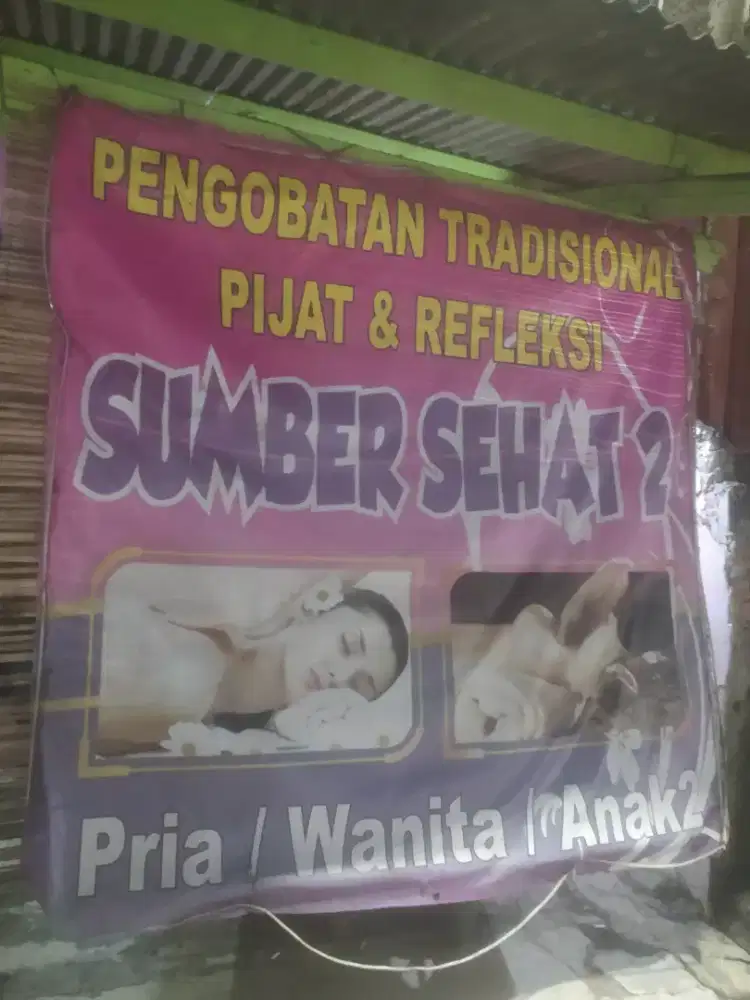 PENGOBATAN TRADISIONAL
PIJAT & REFLEKSI
SUMBER SEHAT 2
Pria / Wanita / Anak2